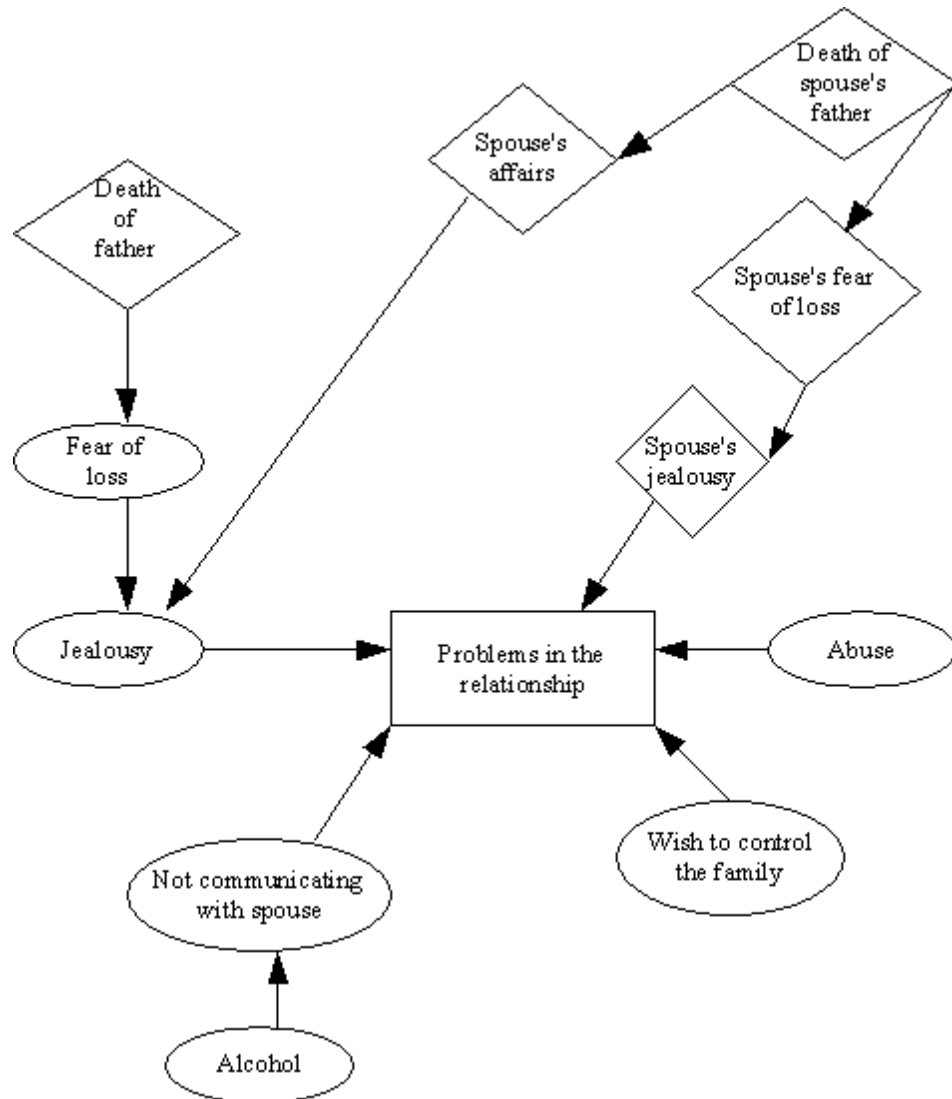 Death of
spouse's
father
Spouse's
affairs
Death
of
father
Spouse's fear
of loss
Fear of
loss
Spouse's
jealousy
Jealousy
Problems in the
relationship
Abuse
Wish to control
the family
Not communicating
with spouse
Alcohol